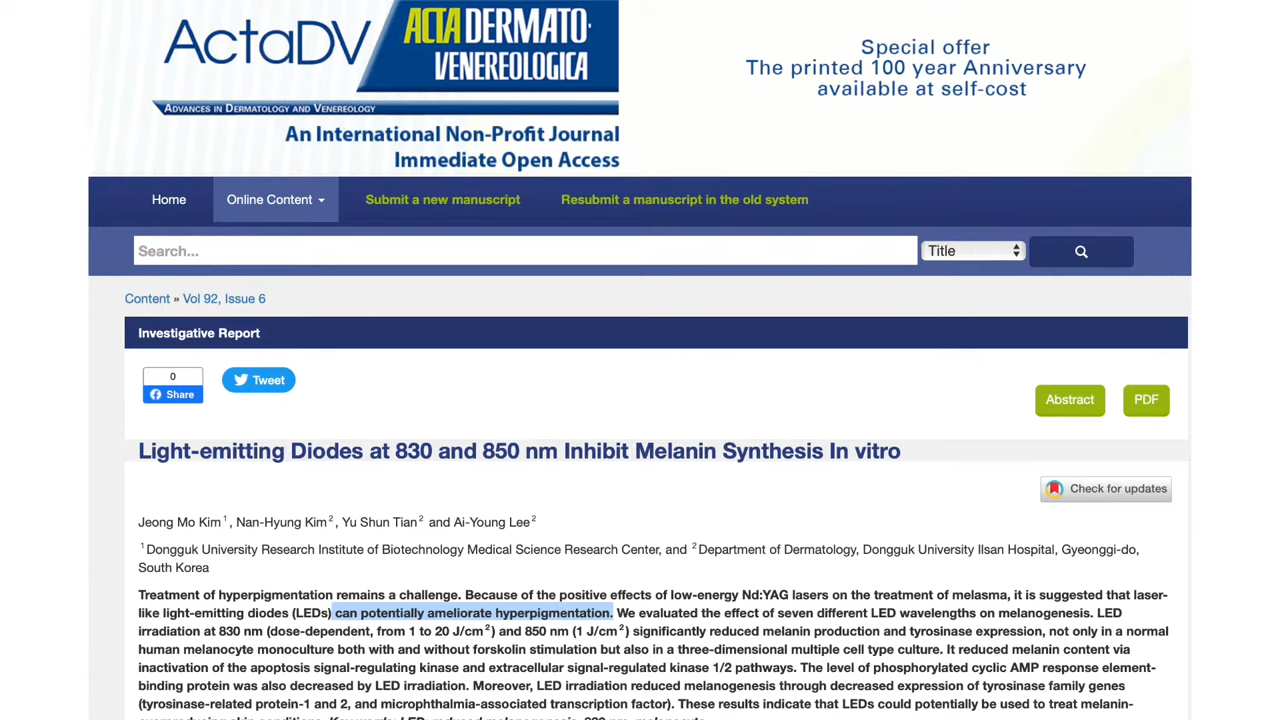 ActaDV
ACTA DERMATO-
VENEREOLOGICA
ADVANCES IN DERMATOLOGY AND VENEREOLOGY
An International Non-Profit Journal
Immediate Open Access
Special offer
The printed 100 year Anniversary
available at self-cost
Home
Online Content
Submit a new manuscript
Resubmit a manuscript in the old system
Search...
Title
Content » Vol 92, Issue 6
Investigative Report
0
Share
Tweet
Abstract
PDF
Light-emitting Diodes at 830 and 850 nm Inhibit Melanin Synthesis In vitro
Check for updates
Jeong Mo Kim1, Nan-Hyung Kim2, Yu Shun Tian2 and Ai-Young Lee2
1Dongguk University Research Institute of Biotechnology Medical Science Research Center, and 2Department of Dermatology, Dongguk University Ilsan Hospital, Gyeonggi-do,
South Korea
Treatment of hyperpigmentation remains a challenge. Because of the positive effects of low-energy Nd:YAG lasers on the treatment of melasma, it is suggested that laser-
like light-emitting diodes (LEDs) can potentially ameliorate hyperpigmentation. We evaluated the effect of seven different LED wavelengths on melanogenesis. LED
irradiation at 830 nm (dose-dependent, from 1 to 20 J/cm2) and 850 nm (1 J/cm2) significantly reduced melanin production and tyrosinase expression, not only in a normal
human melanocyte monoculture both with and without forskolin stimulation but also in a three-dimensional multiple cell type culture. It reduced melanin content via
inactivation of the apoptosis signal-regulating kinase and extracellular signal-regulated kinase 1/2 pathways. The level of phosphorylated cyclic AMP response element-
binding protein was also decreased by LED irradiation. Moreover, LED irradiation reduced melanogenesis through decreased expression of tyrosinase family genes
(tyrosinase-related protein-1 and 2, and microphthalmia-associated transcription factor). These results indicate that LEDs could potentially be used to treat melanin-